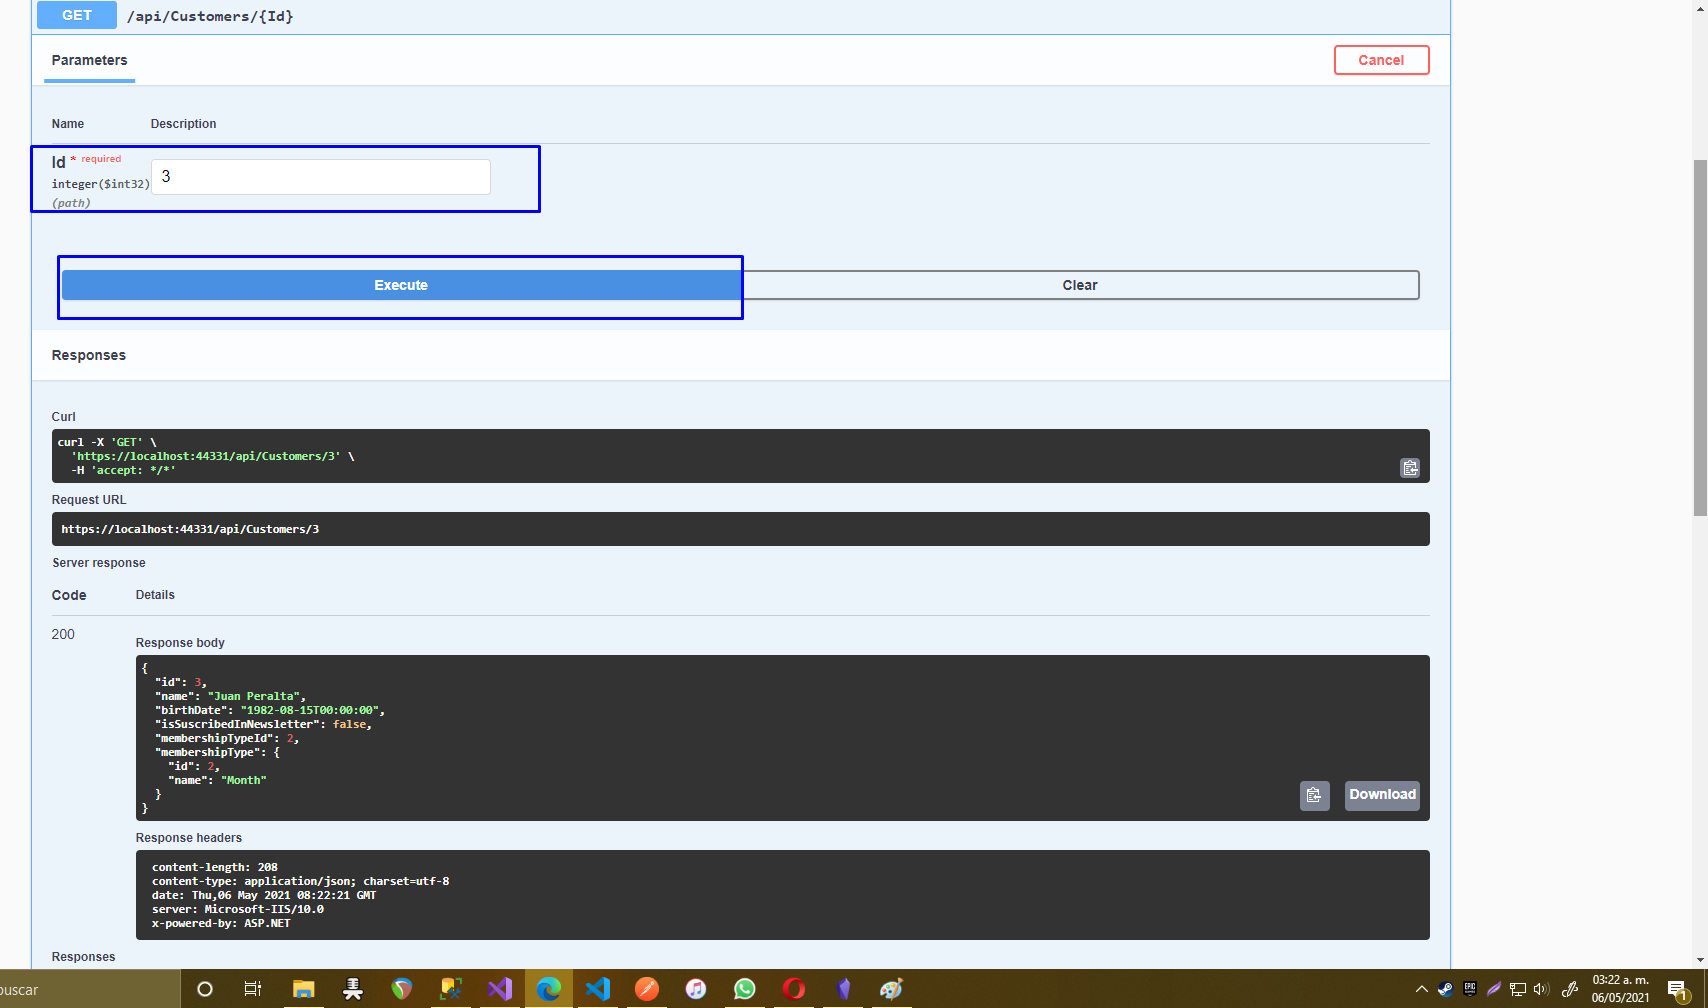 GET /api/Customers/{Id}
Parameters
Cancel
Name Description
Id * required
integer($int32)
(path)
3
Execute
Clear
Responses
Curl
curl -X 'GET' \
'https://localhost:44331/api/Customers/3' \
-H 'accept: */*'
Request URL
https://localhost:44331/api/Customers/3
Server response
Code Details
200
Response body
{
"id": 3,
"name": "Juan Peralta",
"birthDate": "1982-08-15T00:00:00",
"isSuscribedInNewsletter": false,
"membershipTypeId": 2,
"membershipType": {
"id": 2,
"name": "Month"
}
}
Download
Response headers
content-length: 208
content-type: application/json; charset=utf-8
date: Thu,06 May 2021 08:22:21 GMT
server: Microsoft-IIS/10.0
x-powered-by: ASP.NET
Responses
buscar
EPIC
03:22 a. m.
06/05/2021
1